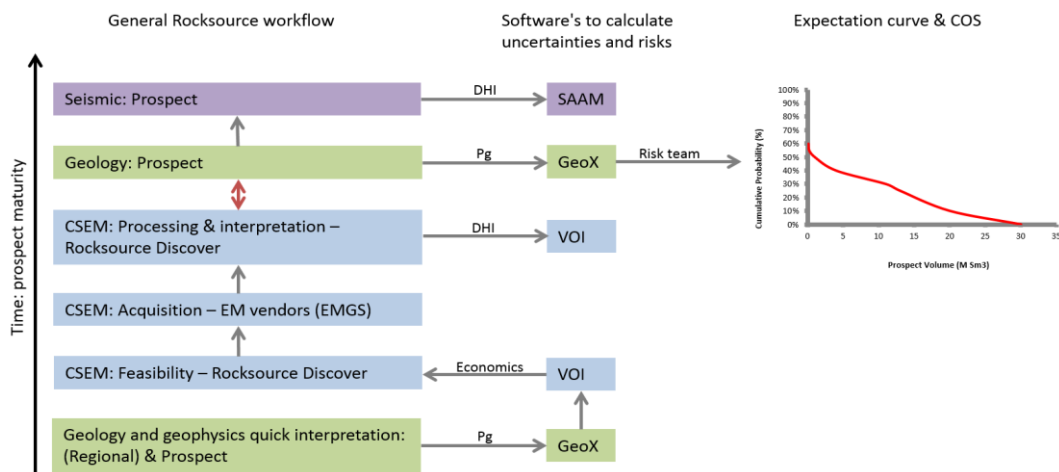 General Rocksource workflow
Software's to calculate
uncertainties and risks
Expectation curve & COS
Time: prospect maturity
Seismic: Prospect
DHI
SAAM
Geology: Prospect
Pg
GeoX
Risk team
CSEM: Processing & interpretation –
Rocksource Discover
DHI
VOI
CSEM: Acquisition – EM vendors (EMGS)
CSEM: Feasibility – Rocksource Discover
Economics
VOI
Geology and geophysics quick interpretation:
(Regional) & Prospect
Pg
GeoX
Cumulative Probability (%)
100%
90%
80%
70%
60%
50%
40%
30%
20%
10%
0%
0 5 10 15 20 25 30 35
Prospect Volume (M Sm3)